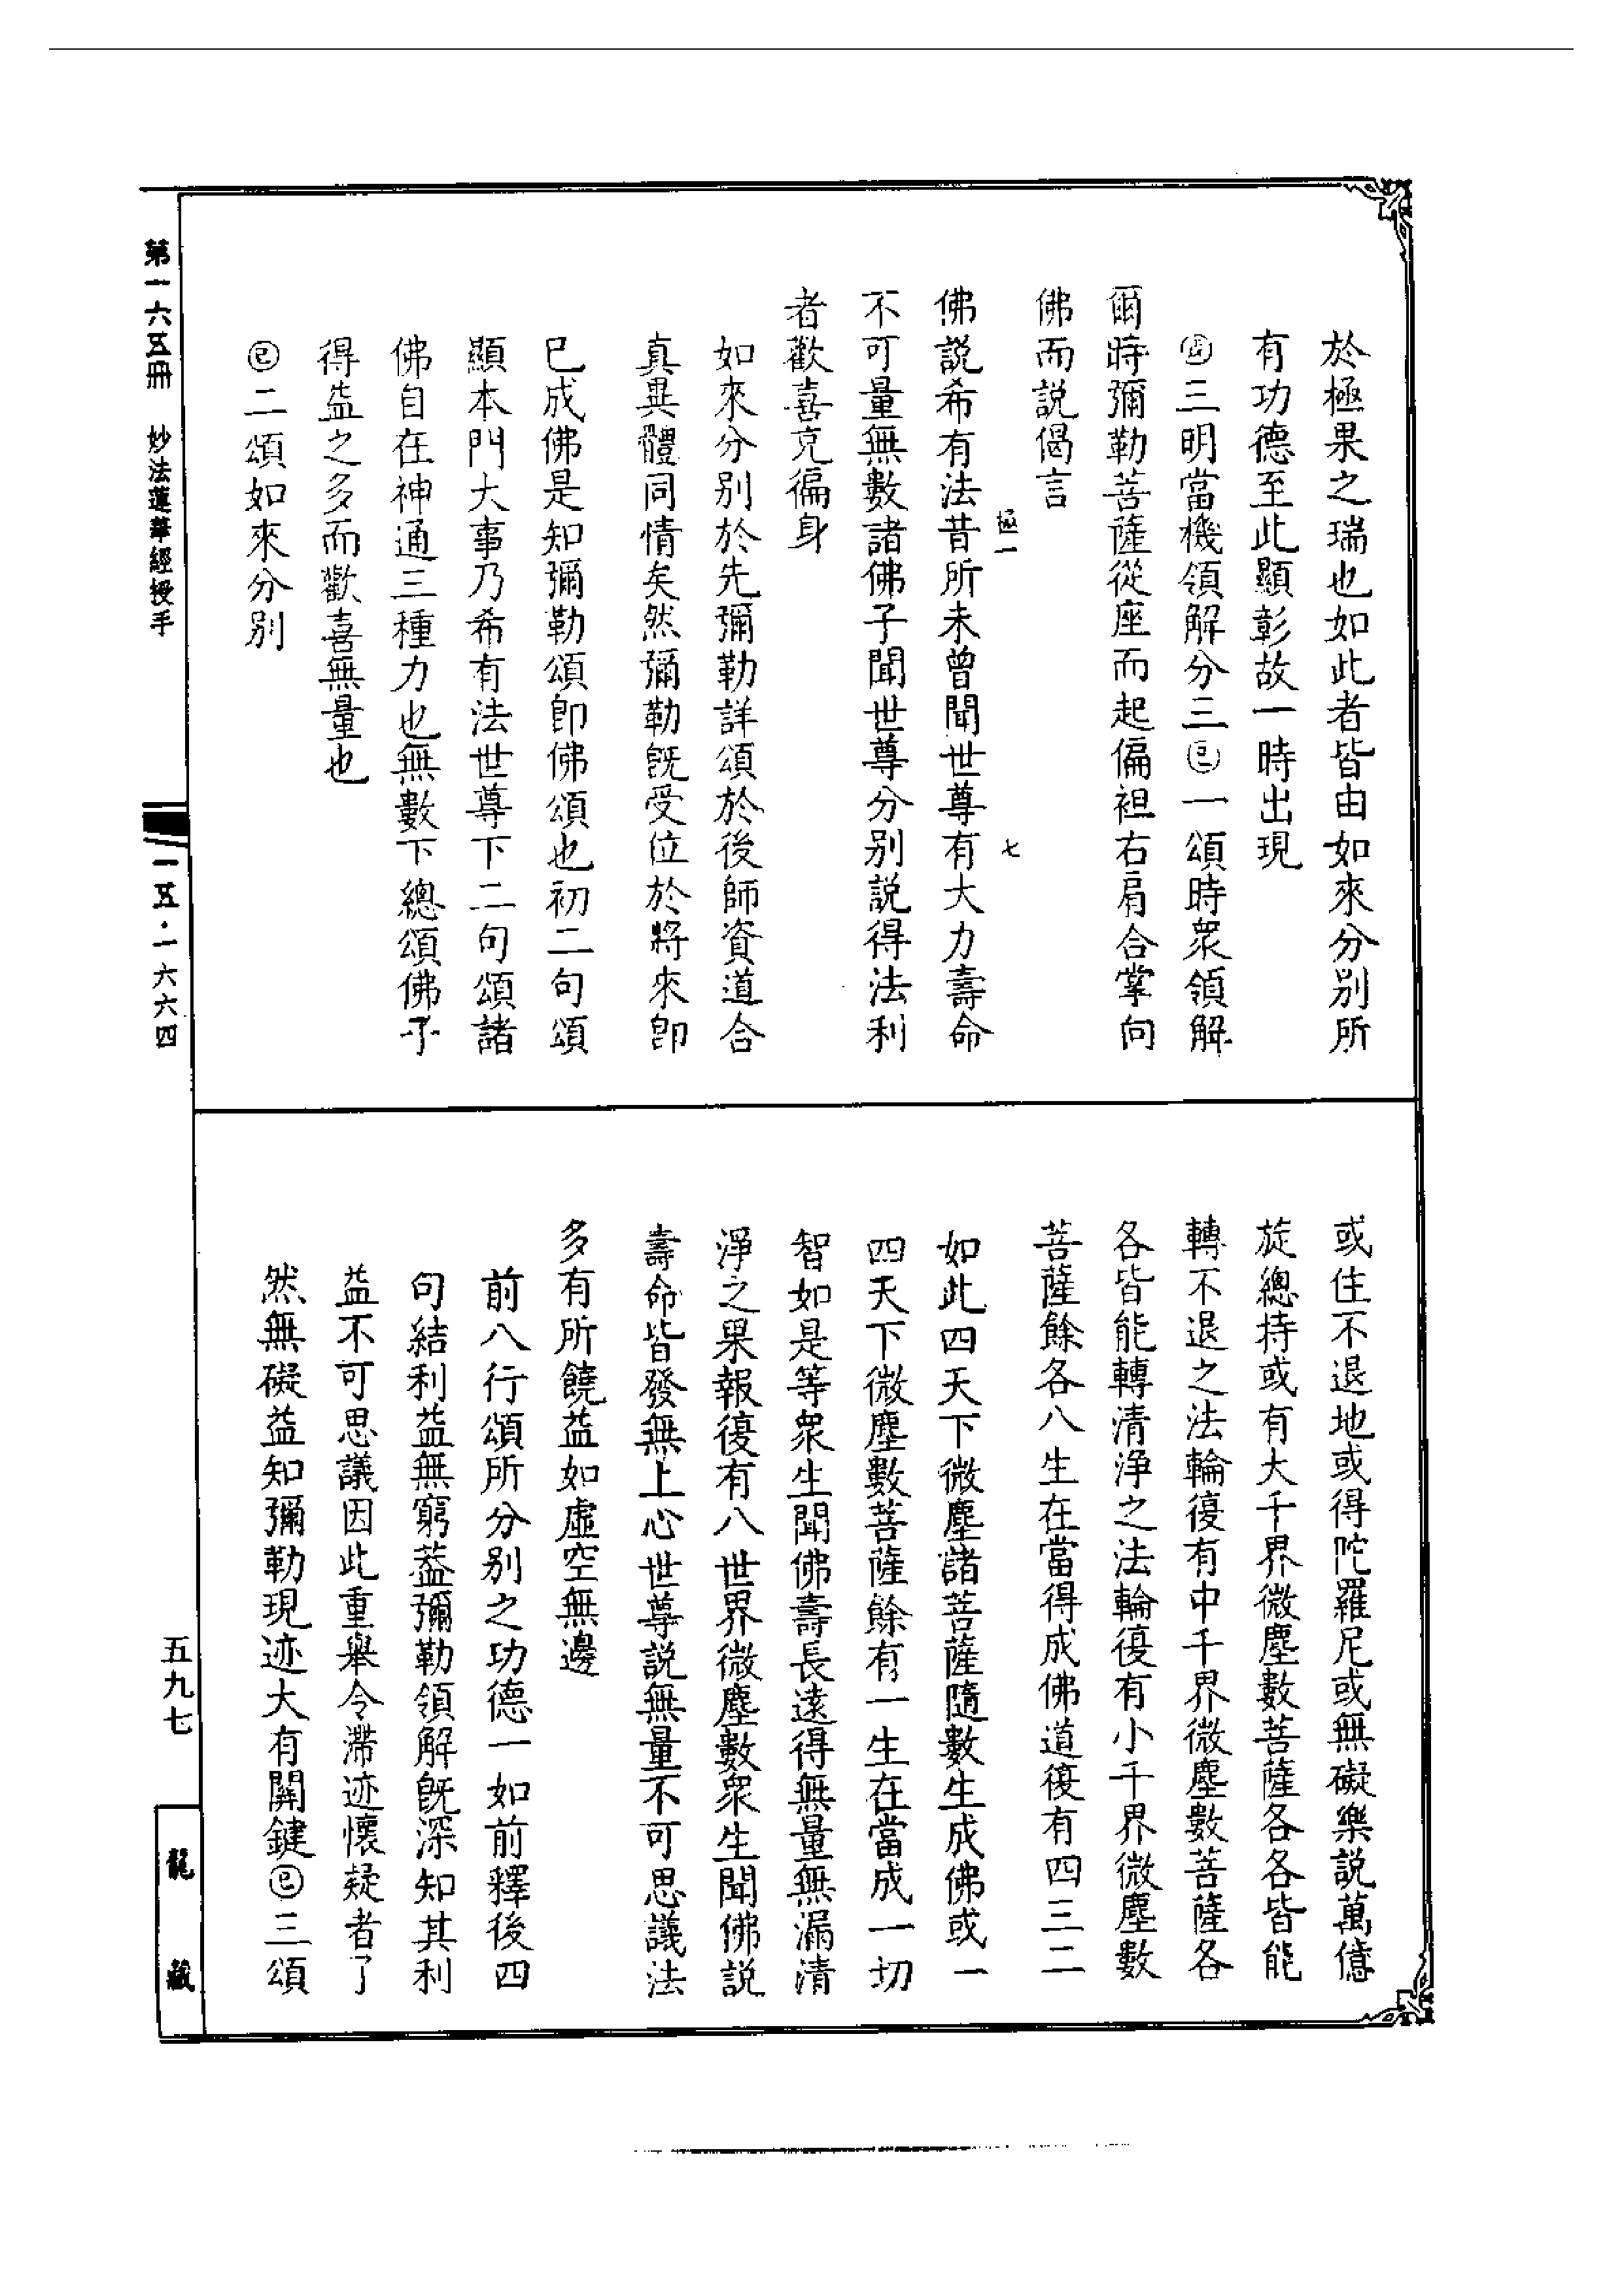 於極果之瑞也如此者皆由如來分別所
有功德至此顯彰故一時出現
三明當機領解分三㔾一頌時衆領解
爾時彌勒菩薩從座而起偏袒右肩合掌向
佛而說偈言
七
佛說希有法昔所未曾聞世尊有大力壽命
不可量無數諸佛子聞世尊分別說得法利
者歡喜充徧身
如來分別於先彌勒詳頌於後師資道合
真異體同情矣然彌勒旣受位於將來卽
已成佛是知彌勒頌卽佛頌也初二句頌
顯本門大事乃希有法世尊下二句頌諸
佛自在神通三種力也無數下總頌佛子
得益之多而歡喜無量也
㔾二頌如來分別
或住不退地或得陀羅尼或無礙樂說萬億
旋總持或有大千界微塵數菩薩各各皆能
轉不退之法輪復有中千界微塵數菩薩各
各皆能轉清淨之法輪復有小千界微塵數
菩薩餘各八生在當得成佛道復有四三二
如此四天下微塵諸菩薩隨數生成佛或一
四天下微塵數菩薩餘有一生在當成一切
智如是等衆生聞佛壽長遠得無量無漏清
淨之果報復有八世界微塵數衆生聞佛說
壽命皆發無上心世尊說無量不可思議法
多有所饒益如虛空無邊
前八行頌所分別之功德一如前釋後四
句結利益無窮葢彌勒領解旣深知其利
益不可思議因此重舉令滯迹懷疑者了
然無礙益知彌勒現迹大有關鍵㔾三頌
第一六五冊 妙法蓮華經授手
一五·一六六四
五九七
龍藏